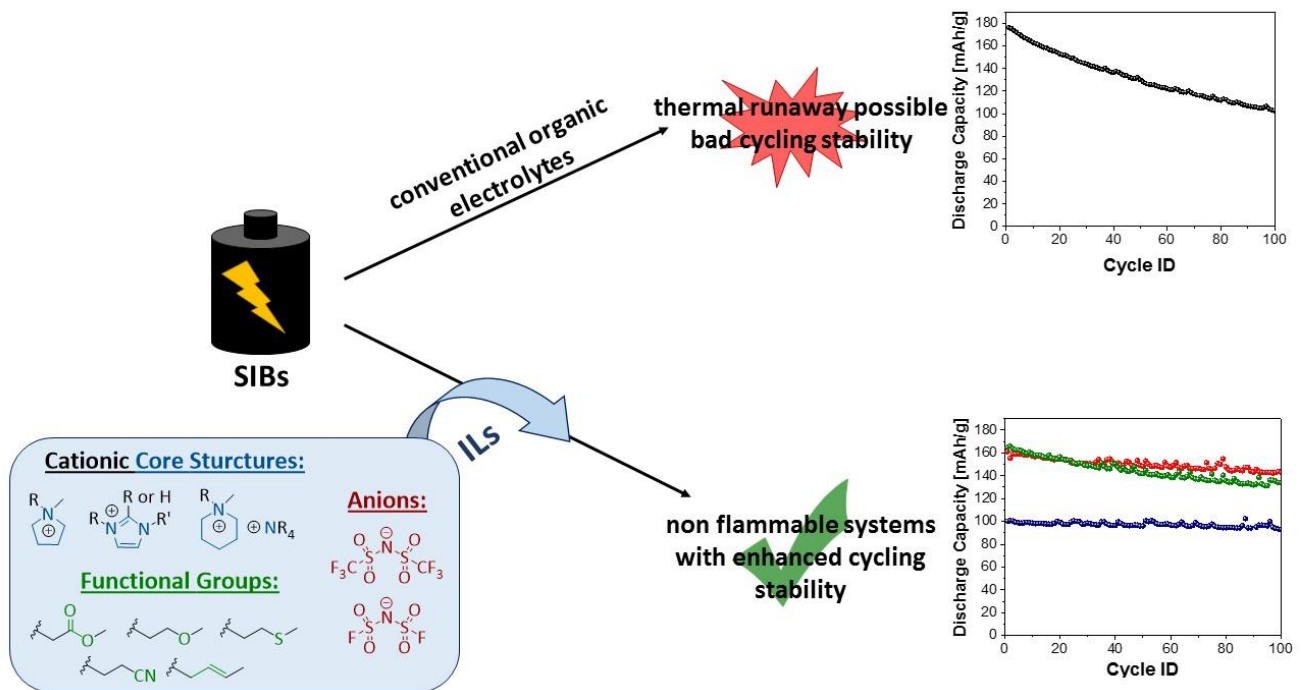 conventional organic
electrolytes
thermal runaway possible
bad cycling stability
Discharge Capacity [mAh/g]
180
160
140
120
100
80
60
40
20
0
0 20 40 60 80 100
Cycle ID
SIBs
ILs
Cationic Core Sturctures:
R
R or H
R
R'
N
N
N
R
N
NR4
Functional Groups:
O
O
O
S
CN
Anions:
O O
F3C S N S CF3
O O
O O
F S N S F
O O
non flammable systems
with enhanced cycling
stability
Discharge Capacity [mAh/g]
180
160
140
120
100
80
60
40
20
0
0 20 40 60 80 100
Cycle ID